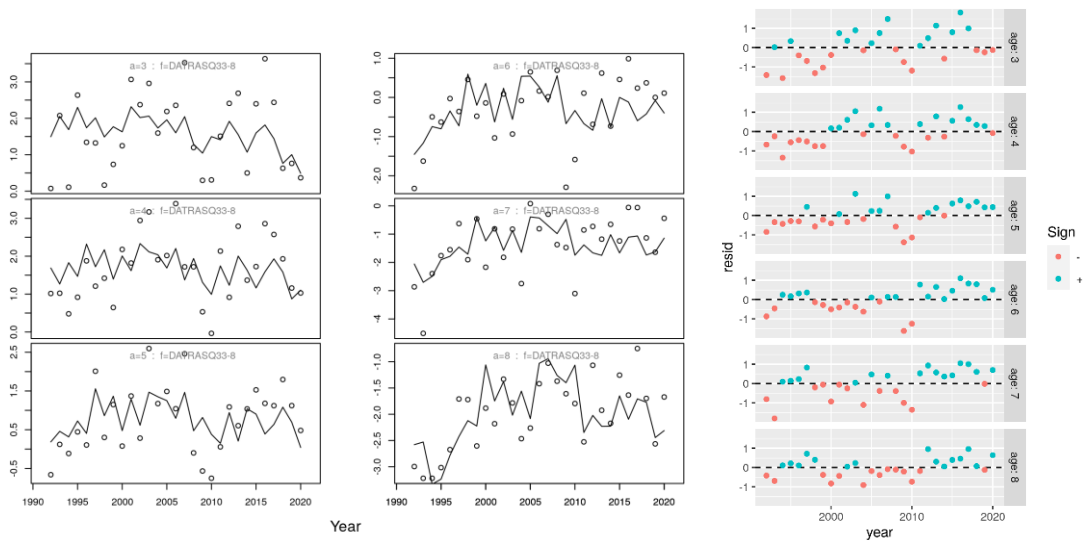 a=3 : f=DATRASQ33-8
0.0 1.0 2.0 3.0
a=4 : f=DATRASQ33-8
0.0 1.0 2.0 3.0
a=5 : f=DATRASQ33-8
-0.5 0.5 1.5 2.5
1990 1995 2000 2005 2010 2015 2020
a=6 : f=DATRASQ33-8
-2.0 -1.0 0.0 1.0
a=7 : f=DATRASQ33-8
-4 -3 -2 -1 0
a=8 : f=DATRASQ33-8
-3.0 -2.5 -2.0 -1.5 -1.0
1990 1995 2000 2005 2010 2015 2020
Year
resid
1 0 -1
age: 3
1 0 -1
age: 4
1 0 -1
age: 5
1 0 -1
age: 6
1 0 -1
age: 7
1 0 -1
age: 8
2000 2010 2020
year
Sign
-
+